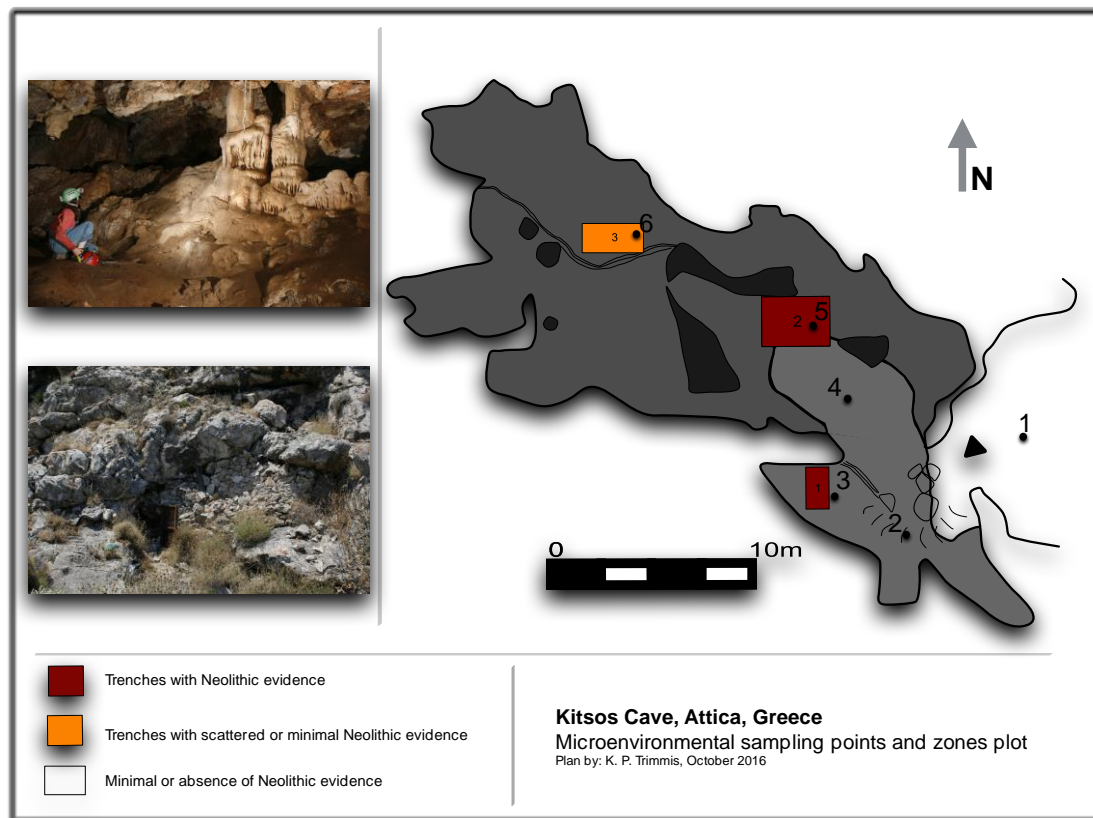 N
6
3
5
2
4
1
3
1
2
0 10m
Trenches with Neolithic evidence
Trenches with scattered or minimal Neolithic evidence
Minimal or absence of Neolithic evidence
Kitsos Cave, Attica, Greece
Microenvironmental sampling points and zones plot
Plan by: K. P. Trimmis, October 2016